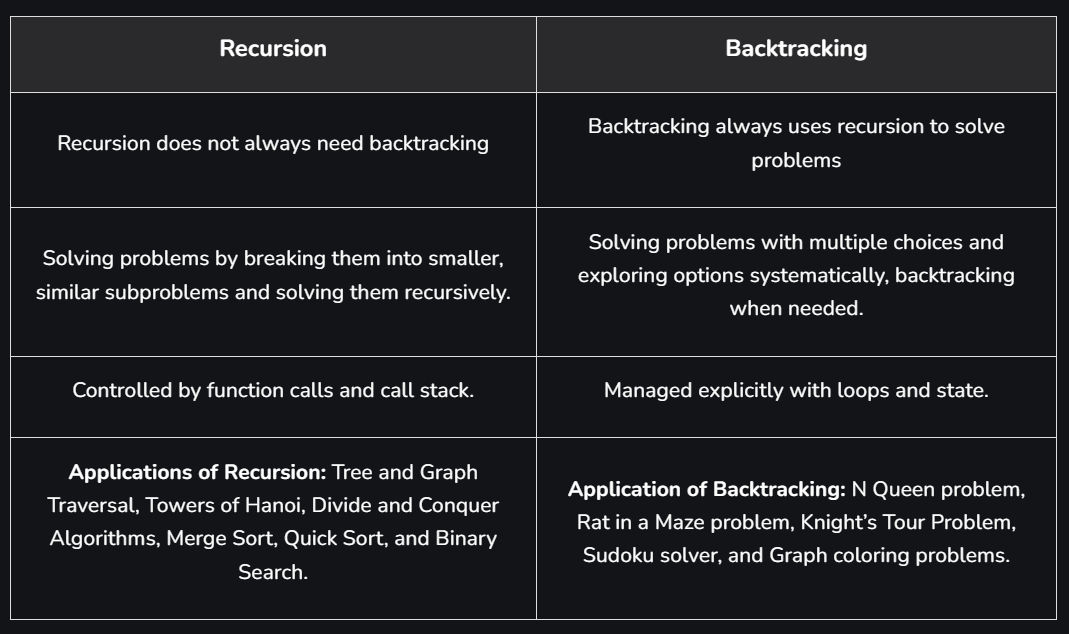 Recursion
Backtracking
Recursion does not always need backtracking
Backtracking always uses recursion to solve
problems
Solving problems by breaking them into smaller,
similar subproblems and solving them recursively.
Solving problems with multiple choices and
exploring options systematically, backtracking
when needed.
Controlled by function calls and call stack.
Managed explicitly with loops and state.
Applications of Recursion: Tree and Graph
Traversal, Towers of Hanoi, Divide and Conquer
Algorithms, Merge Sort, Quick Sort, and Binary
Search.
Application of Backtracking: N Queen problem,
Rat in a Maze problem, Knight’s Tour Problem,
Sudoku solver, and Graph coloring problems.